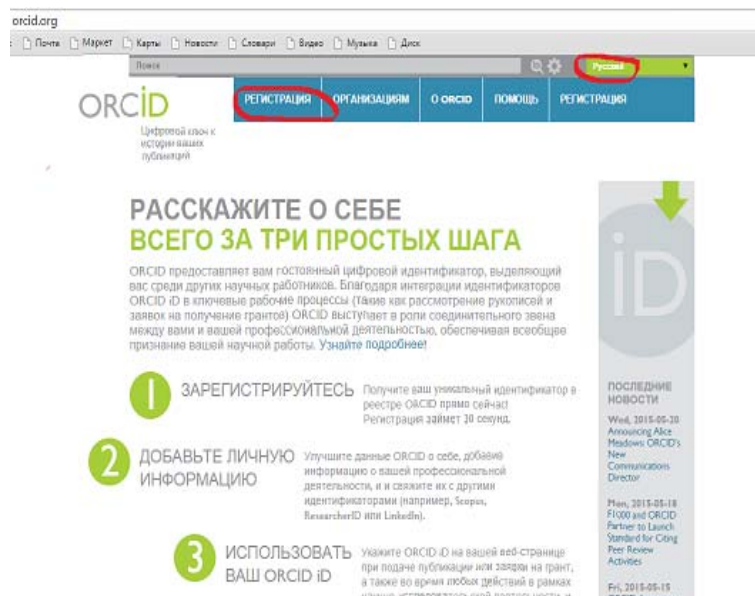 orcid.org
Почта Маркет Карты Новости Словари Видео Музыка Диск
Поиск
Русский
ORCiD
РЕГИСТРАЦИЯ ОРГАНИЗАЦИЯМ О ORCID ПОМОЩЬ РЕГИСТРАЦИЯ
Цифровой ключ к
истории ваших
публикаций
РАССКАЖИТЕ О СЕБЕ
ВСЕГО ЗА ТРИ ПРОСТЫХ ШАГА
ORCID предоставляет вам постоянный цифровой идентификатор, выделяющий
вас среди других научных работников. Благодаря интеграции идентификаторов
ORCID iD в ключевые рабочие процессы (такие как рассмотрение рукописей и
заявок на получение грантов) ORCID выступает в роли соединительного звена
между вами и вашей профессиональной деятельностью, обеспечивая всеобщее
признание вашей научной работы. Узнайте подробнее!
1 ЗАРЕГИСТРИРУЙТЕСЬ
Получите ваш уникальный идентификатор в
реестре ORCID прямо сейчас!
Регистрация займет 30 секунд.
2 ДОБАВЬТЕ ЛИЧНУЮ
ИНФОРМАЦИЮ
Улучшите данные ORCID о себе, добавив
информацию о вашей профессиональной
деятельности, и и свяжите их с другими
идентификаторами (например, Scopus,
ResearcherID или LinkedIn).
3 ИСПОЛЬЗОВАТЬ
ВАШ ORCID iD
Укажите ORCID iD на вашей веб-странице
при подаче публикации или заявки на грант,
а также во время любых действий в рамках
iD
ПОСЛЕДНИЕ
НОВОСТИ
Wed, 2015-05-20
Announcing Alice
Meadows: ORCID's
New
Communications
Director
Mon, 2015-05-18
F1000 and ORCID
Partner to Launch
Standard for Citing
Peer Review
Activities
Fri, 2015-05-15